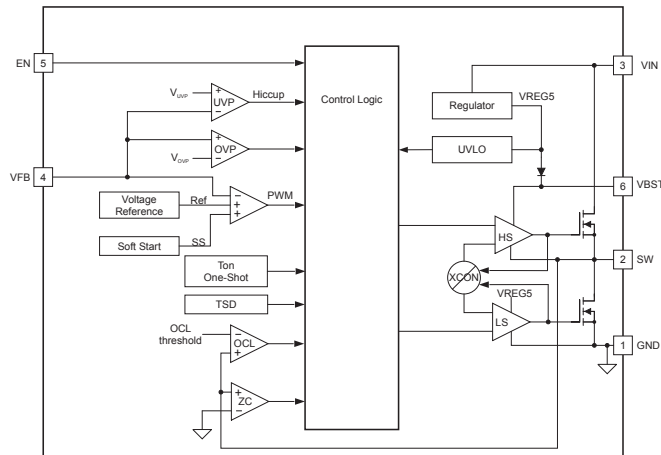 EN 5
V UVP
+
UVP
−
Hiccup
+
OVP
−
V OVP
VFB 4
Voltage
Reference
Ref
−
+
+
PWM
Soft Start
SS
Ton
One-Shot
TSD
OCL
threshold
−
OCL
+
+
ZC
−
Control Logic
3 VIN
VREG5
Regulator
UVLO
6 VBST
HS
2 SW
XCON
VREG5
LS
1 GND